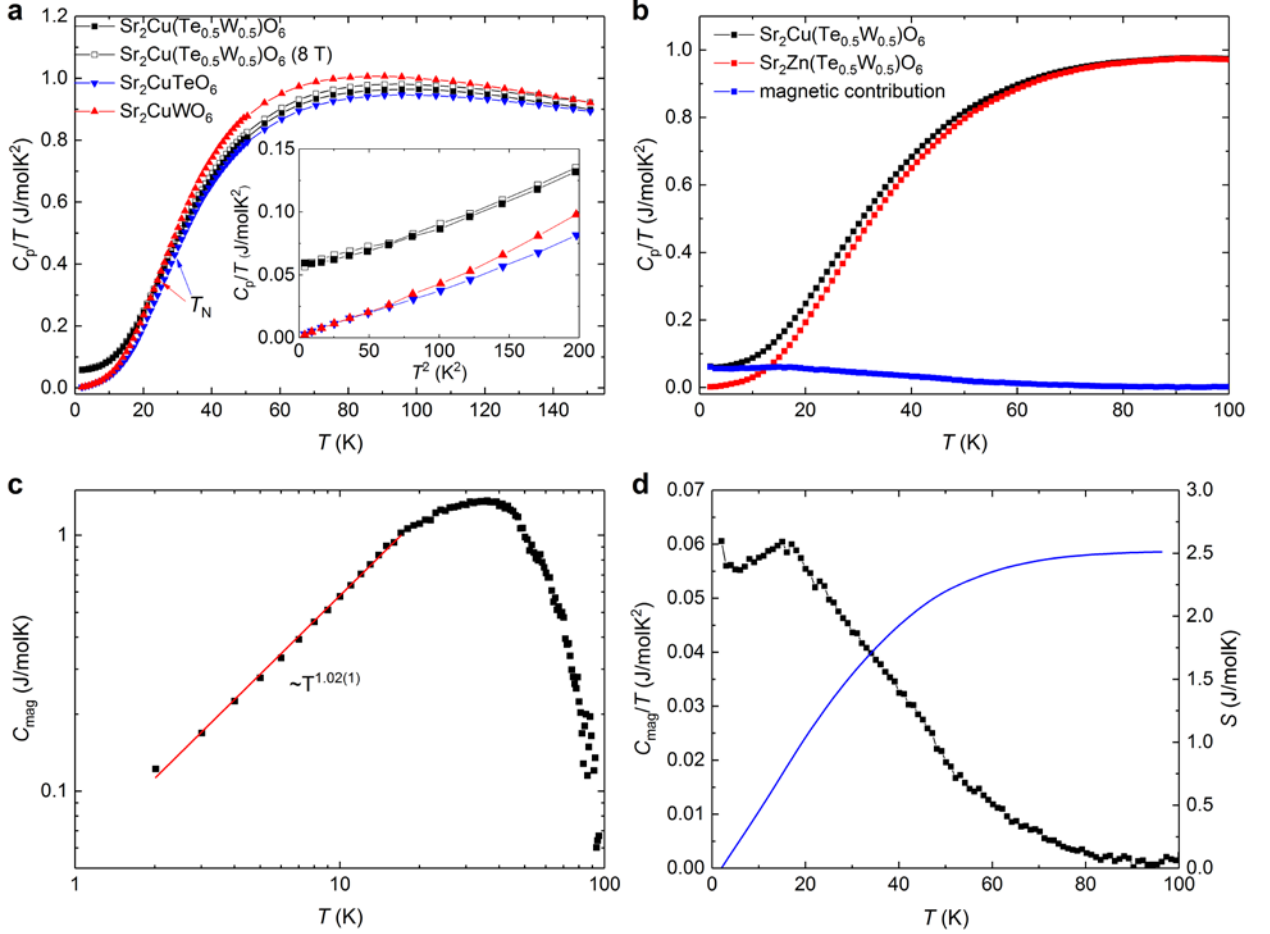 a
Sr₂Cu(Te₀.₅W₀.₅)O₆
Sr₂Cu(Te₀.₅W₀.₅)O₆ (8 T)
Sr₂CuTeO₆
Sr₂CuWO₆
1.2
1.0
0.8
0.6
0.4
0.2
0.0
Cₚ/T (J/molK²)
T_N
0.15
0.10
0.05
0.00
Cₚ/T (J/molK²)
0 50 100 150 200
T² (K²)
0 20 40 60 80 100 120 140
T (K)
b
Sr₂Cu(Te₀.₅W₀.₅)O₆
Sr₂Zn(Te₀.₅W₀.₅)O₆
magnetic contribution
1.0
0.8
0.6
0.4
0.2
0.0
Cₚ/T (J/molK²)
0 20 40 60 80 100
T (K)
c
1
0.1
C_mag (J/molK)
~T^1.02(1)
1 10 100
T (K)
d
0.07
0.06
0.05
0.04
0.03
0.02
0.01
0.00
C_mag/T (J/molK²)
3.0
2.5
2.0
1.5
1.0
0.5
0.0
S (J/molK)
0 20 40 60 80 100
T (K)